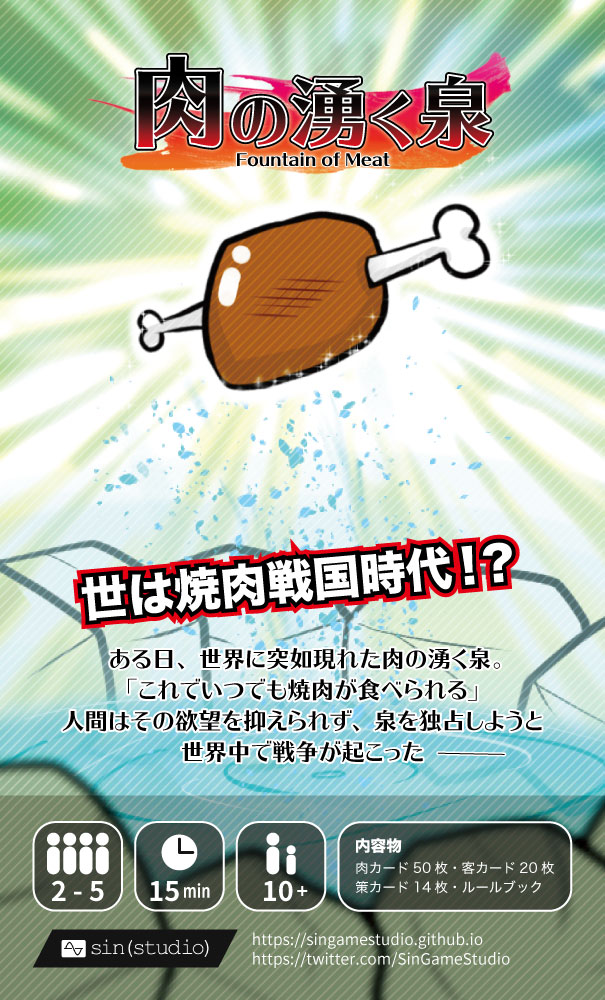 肉の湧く泉
Fountain of Meat
世は焼肉戦国時代!?
ある日、世界に突如現れた肉の湧く泉。
「これでいつでも焼肉が食べられる」
人間はその欲望を抑えられず、泉を独占しようと
世界中で戦争が起こった ―――
2 - 5
15 min
10+
内容物
肉カード 50 枚・客カード 20 枚
策カード 14 枚・ルールブック
sin(studio)
https://singamestudio.github.io
https://twitter.com/SinGameStudio